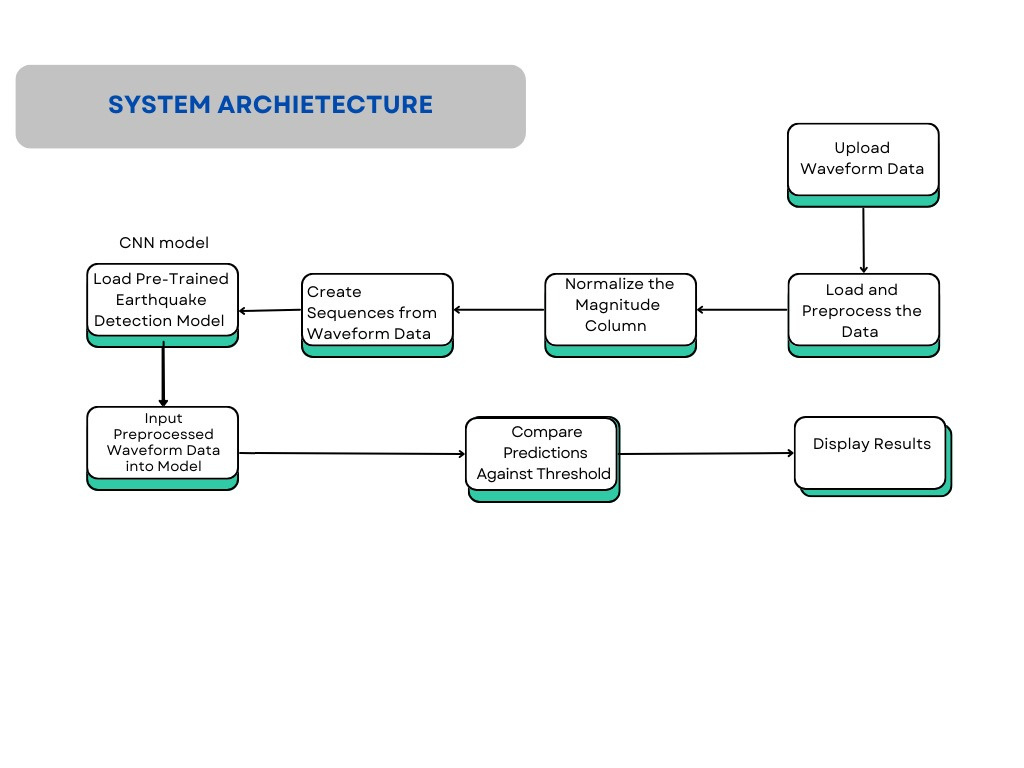 SYSTEM ARCHIETECTURE
Upload
Waveform Data
Load and
Preprocess the
Data
Normalize the
Magnitude
Column
Create
Sequences from
Waveform Data
CNN model
Load Pre-Trained
Earthquake
Detection Model
Input
Preprocessed
Waveform Data
into Model
Compare
Predictions
Against Threshold
Display Results